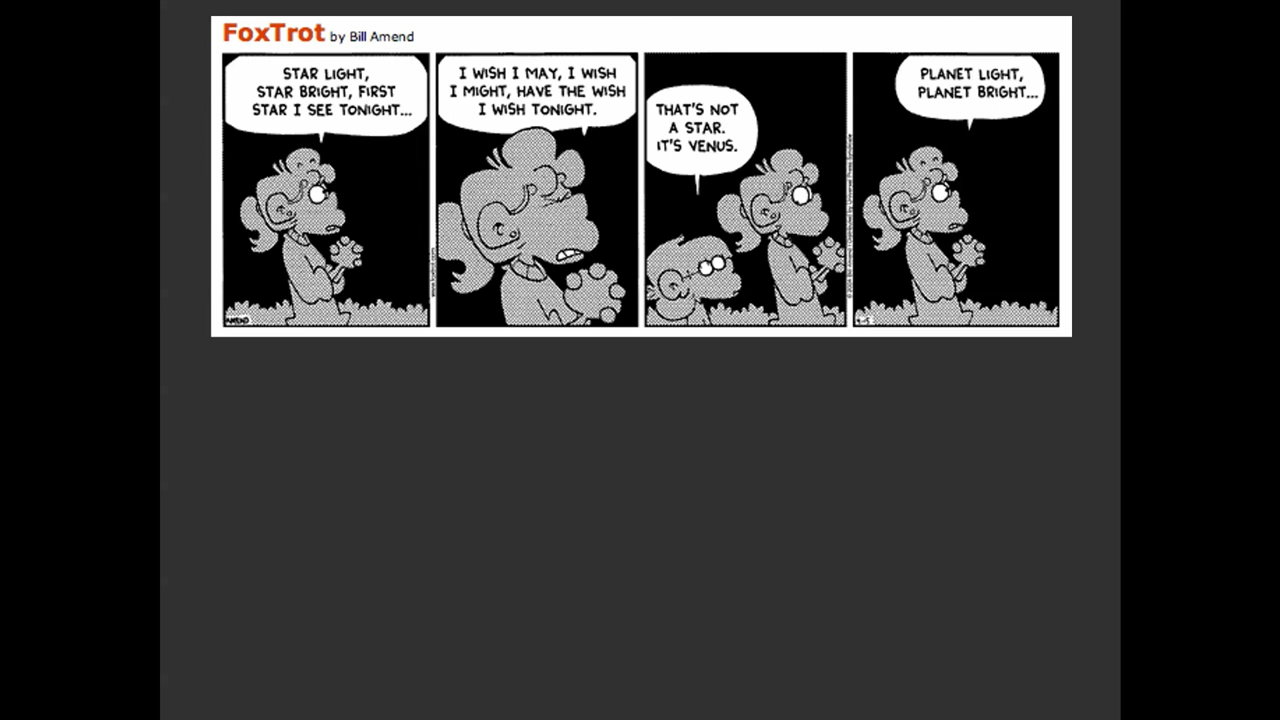 FoxTrot by Bill Amend
STAR LIGHT,
STAR BRIGHT, FIRST
STAR I SEE TONIGHT...
I WISH I MAY, I WISH
I MIGHT, HAVE THE WISH
I WISH TONIGHT.
THAT'S NOT
A STAR.
IT'S VENUS.
PLANET LIGHT,
PLANET BRIGHT...
AMEND